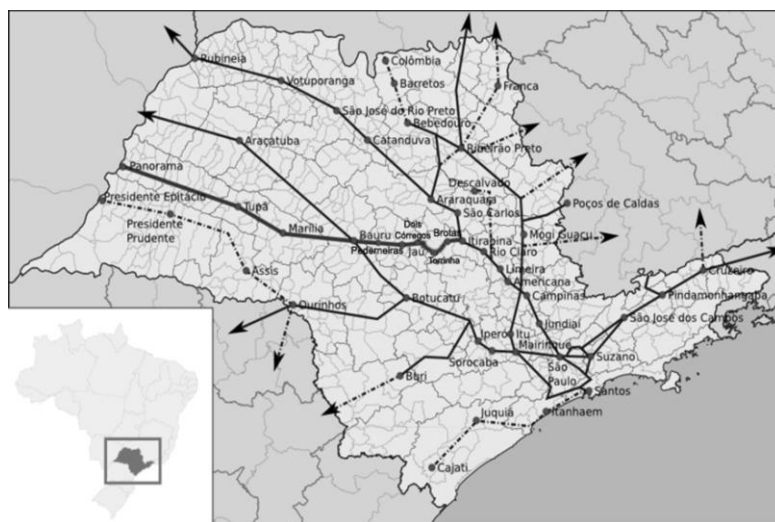 Colômbia
Rubineia
Votuporanga
Barretos
Franca
São José do Rio Preto
Bebedouro
Araçatuba
Catanduva
Ribeirão Preto
Panorama
Descalvado
Presidente Epitácio
Araraquara
Poços de Caldas
Tupã
São Carlos
Presidente
Prudente
Marília
Dois
Córregos
Brotas
Mogi Guaçu
Bauru
Itirapina
Pederneiras
Jaú
Rio Claro
Torrinha
Assis
Limeira
Cruzeiro
Americana
Ourinhos
Botucatu
Campinas
Pindamonhangaba
São José dos Campos
Jundiaí
Iperó
Itu
Mairinque
Sorocaba
São
Paulo
Suzano
Buri
Santos
Juquiá
Itanhaem
Cajati